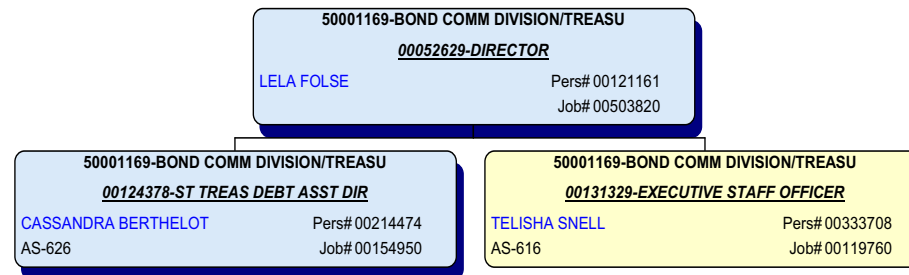 50001169-BOND COMM DIVISION/TREASU
00052629-DIRECTOR
LELA FOLSE Pers# 00121161
Job# 00503820
50001169-BOND COMM DIVISION/TREASU
00124378-ST TREAS DEBT ASST DIR
CASSANDRA BERTHELOT Pers# 00214474
AS-626 Job# 00154950
50001169-BOND COMM DIVISION/TREASU
00131329-EXECUTIVE STAFF OFFICER
TELISHA SNELL Pers# 00333708
AS-616 Job# 00119760